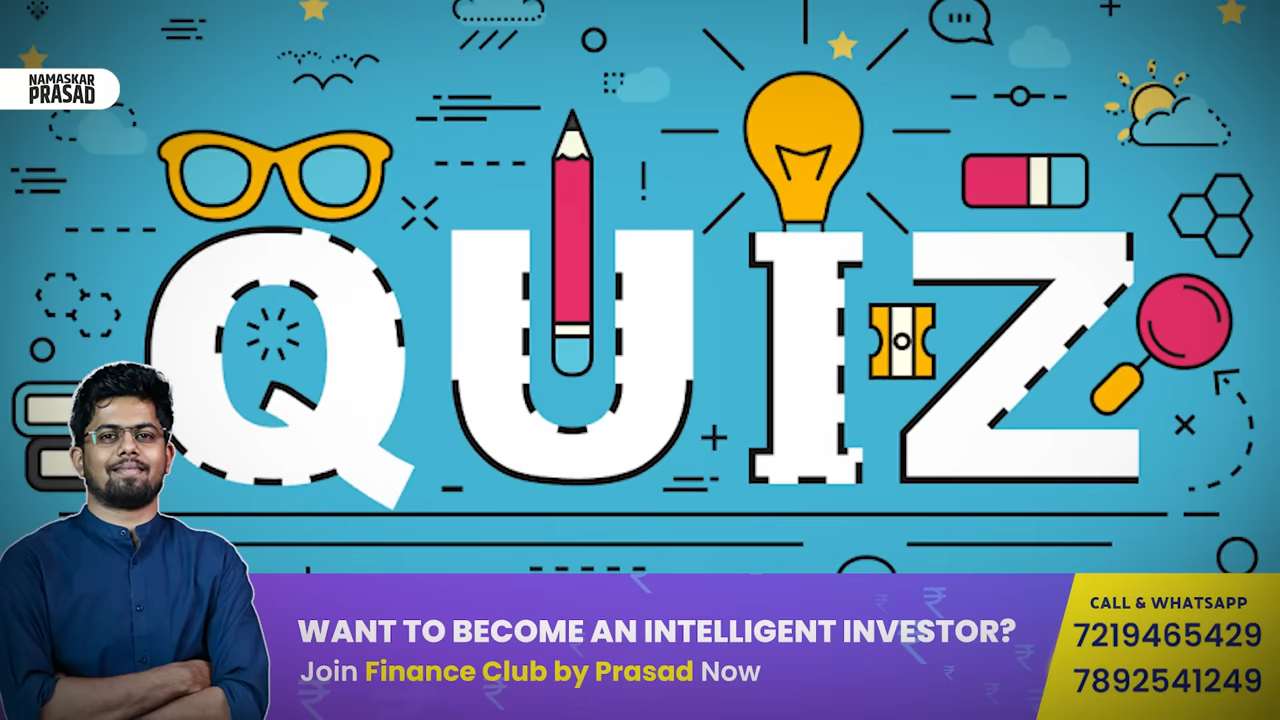 NAMASKAR
PRASAD
QUIZ
WANT TO BECOME AN INTELLIGENT INVESTOR?
Join Finance Club by Prasad Now
CALL & WHATSAPP
7219465429
7892541249